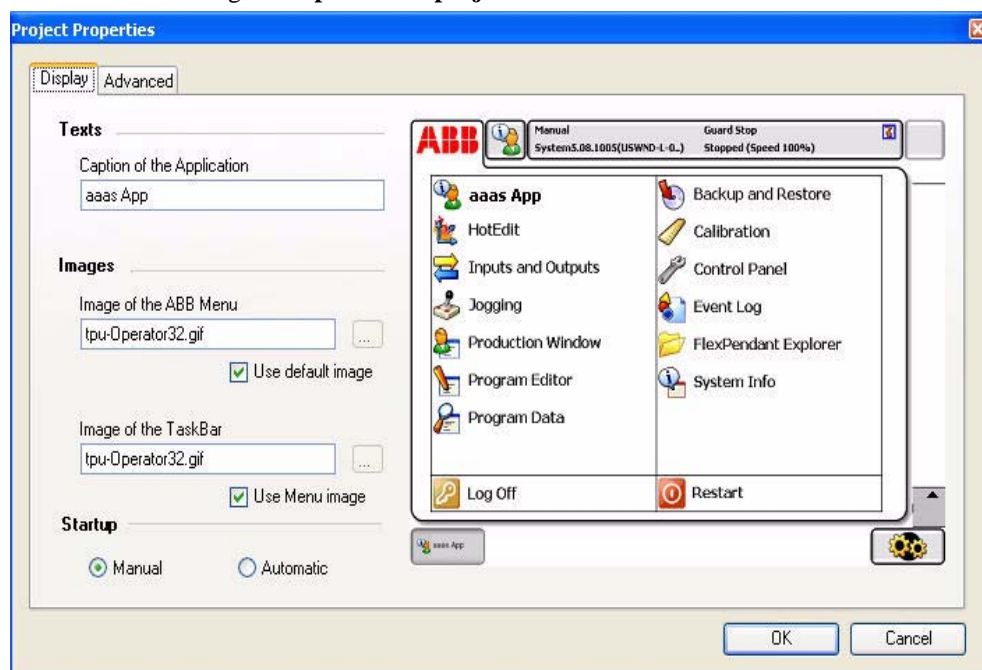 Project Properties
Display
Advanced
Texts
Caption of the Application
aaas App
Images
Image of the ABB Menu
tpu-Operator32.gif
...
Use default image
Image of the TaskBar
tpu-Operator32.gif
...
Use Menu image
Startup
Manual
Automatic
ABB
Manual
Guard Stop
System5.08.1005(USWND-L-0..)
Stopped (Speed 100%)
aaas App
HotEdit
Inputs and Outputs
Jogging
Production Window
Program Editor
Program Data
Backup and Restore
Calibration
Control Panel
Event Log
FlexPendant Explorer
System Info
Log Off
Restart
aaas App
OK
Cancel